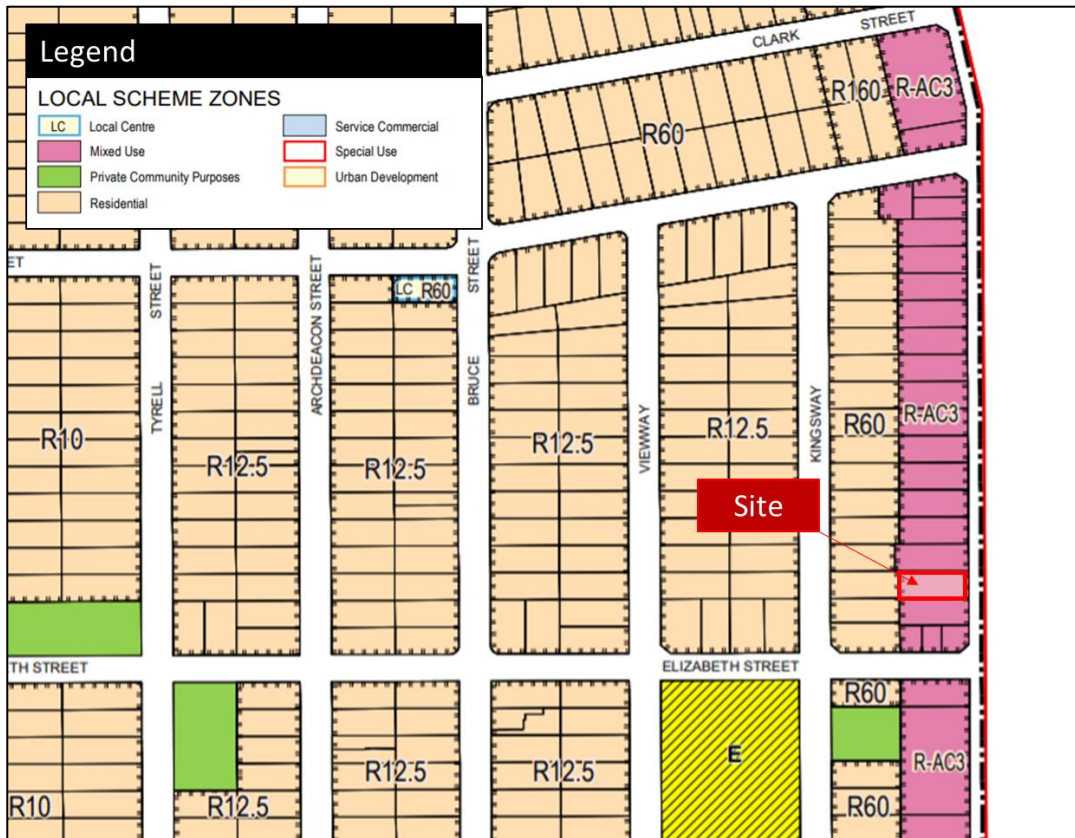 Legend
LOCAL SCHEME ZONES
LC Local Centre
Mixed Use
Private Community Purposes
Residential
Service Commercial
Special Use
Urban Development
CLARK STREET
R60
R160
R-AC3
ET
STREET
TYRELL
ARCHDEACON STREET
LC R60
STREET
BRUCE
VIEWWAY
KINGSWAY
R10
R12.5
R12.5
R12.5
R12.5
R60
R-AC3
Site
TH STREET
ELIZABETH STREET
R10
R12.5
R12.5
R12.5
E
R60
R60
R-AC3